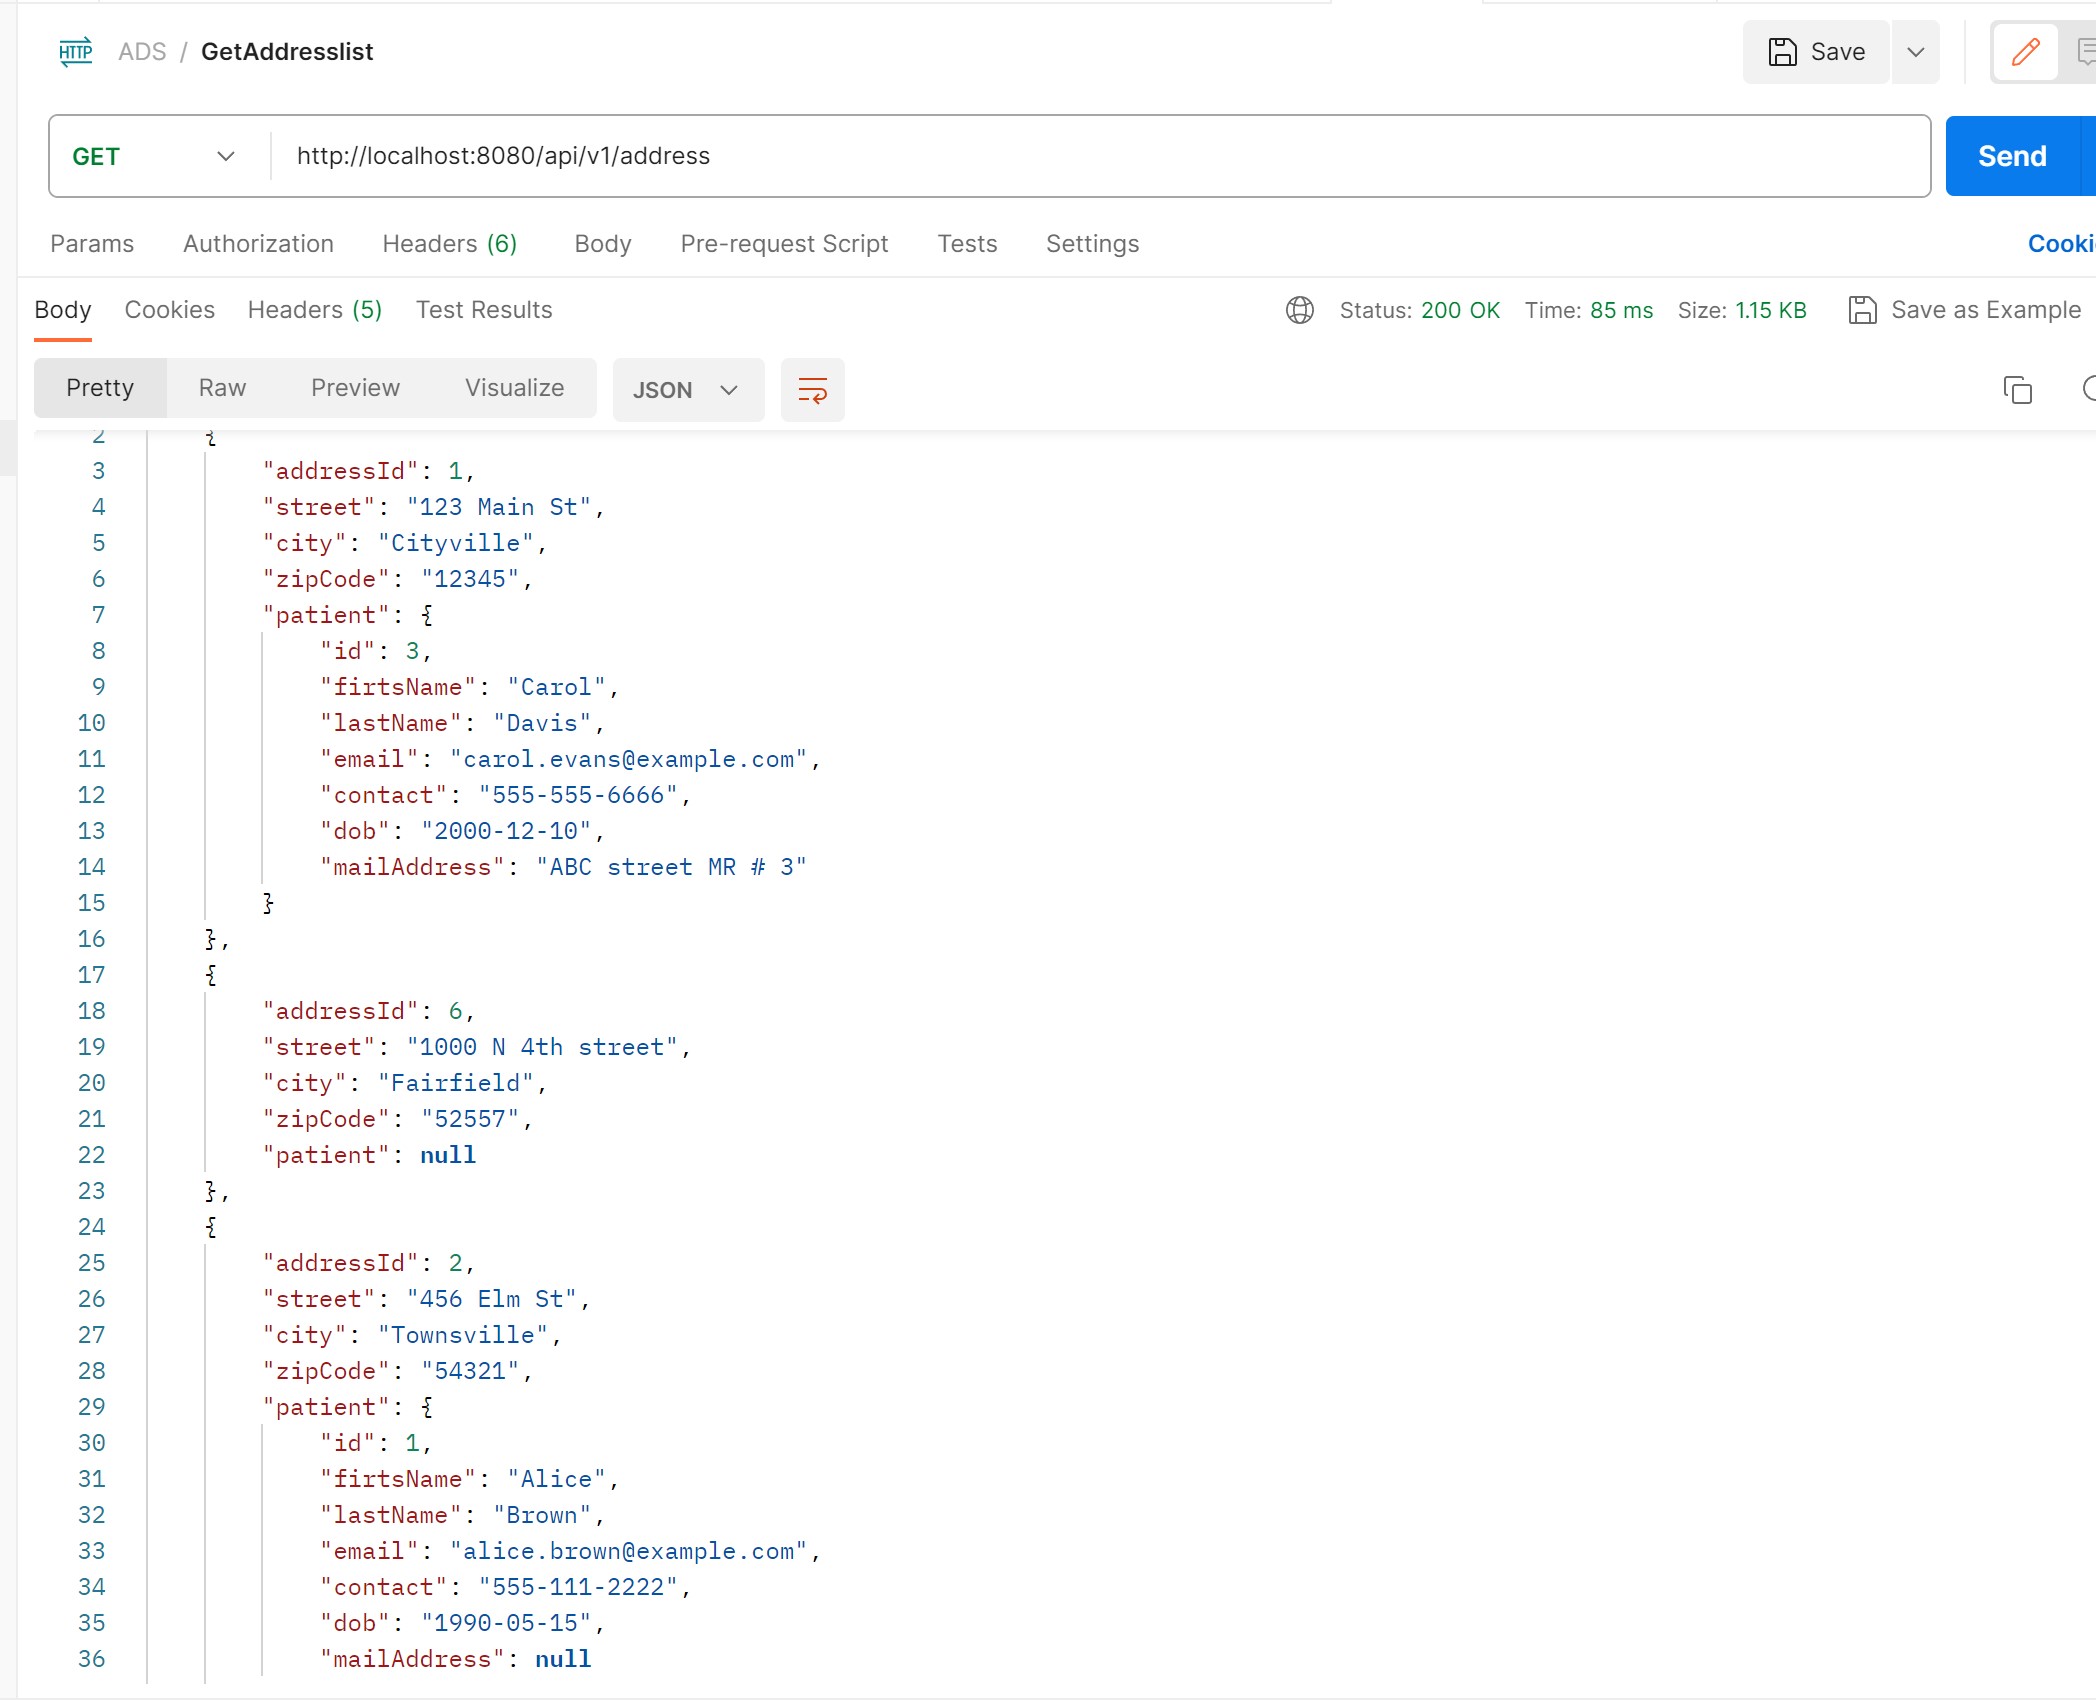 HTTP ADS / GetAddresslist Save
GET http://localhost:8080/api/v1/address Send
Params Authorization Headers (6) Body Pre-request Script Tests Settings
Body Cookies Headers (5) Test Results Status: 200 OK Time: 85 ms Size: 1.15 KB Save as Example
Pretty Raw Preview Visualize JSON
2 {
3 "addressId": 1,
4 "street": "123 Main St",
5 "city": "Cityville",
6 "zipCode": "12345",
7 "patient": {
8 "id": 3,
9 "firtsName": "Carol",
10 "lastName": "Davis",
11 "email": "carol.evans@example.com",
12 "contact": "555-555-6666",
13 "dob": "2000-12-10",
14 "mailAddress": "ABC street MR # 3"
15 }
16 },
17 {
18 "addressId": 6,
19 "street": "1000 N 4th street",
20 "city": "Fairfield",
21 "zipCode": "52557",
22 "patient": null
23 },
24 {
25 "addressId": 2,
26 "street": "456 Elm St",
27 "city": "Townsville",
28 "zipCode": "54321",
29 "patient": {
30 "id": 1,
31 "firtsName": "Alice",
32 "lastName": "Brown",
33 "email": "alice.brown@example.com",
34 "contact": "555-111-2222",
35 "dob": "1990-05-15",
36 "mailAddress": null